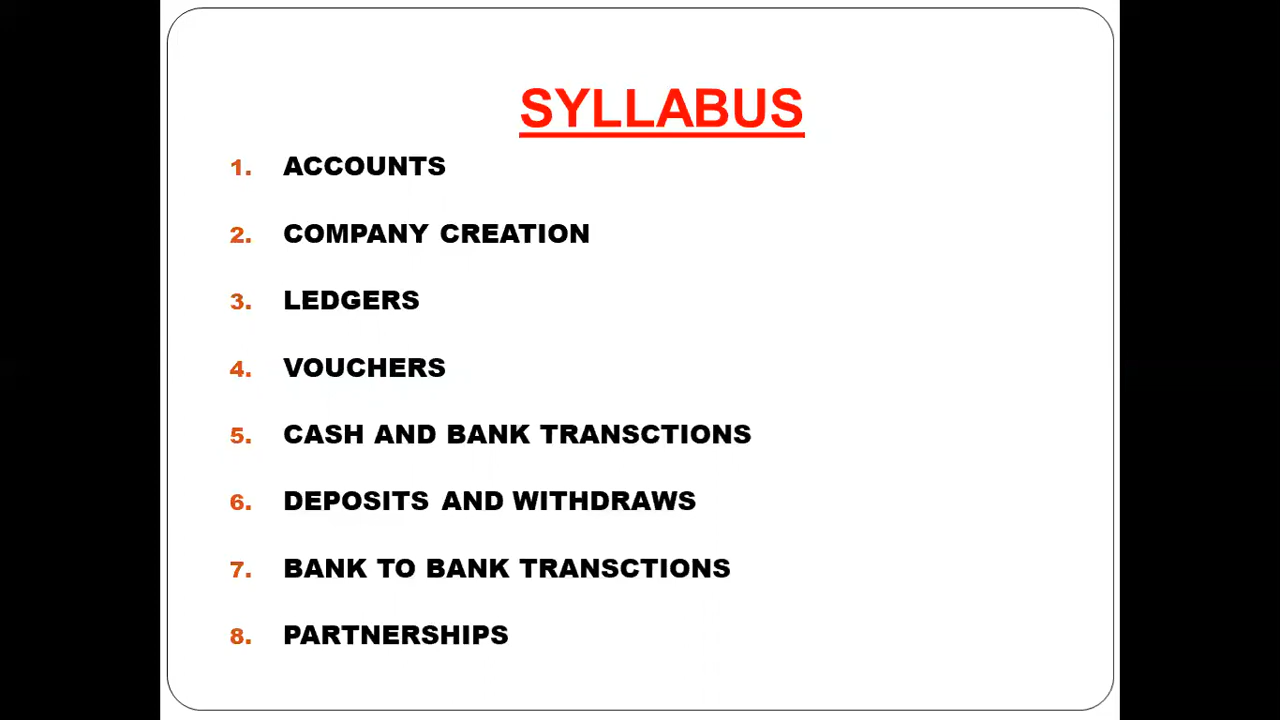 SYLLABUS
1. ACCOUNTS
2. COMPANY CREATION
3. LEDGERS
4. VOUCHERS
5. CASH AND BANK TRANSCTIONS
6. DEPOSITS AND WITHDRAWS
7. BANK TO BANK TRANSCTIONS
8. PARTNERSHIPS